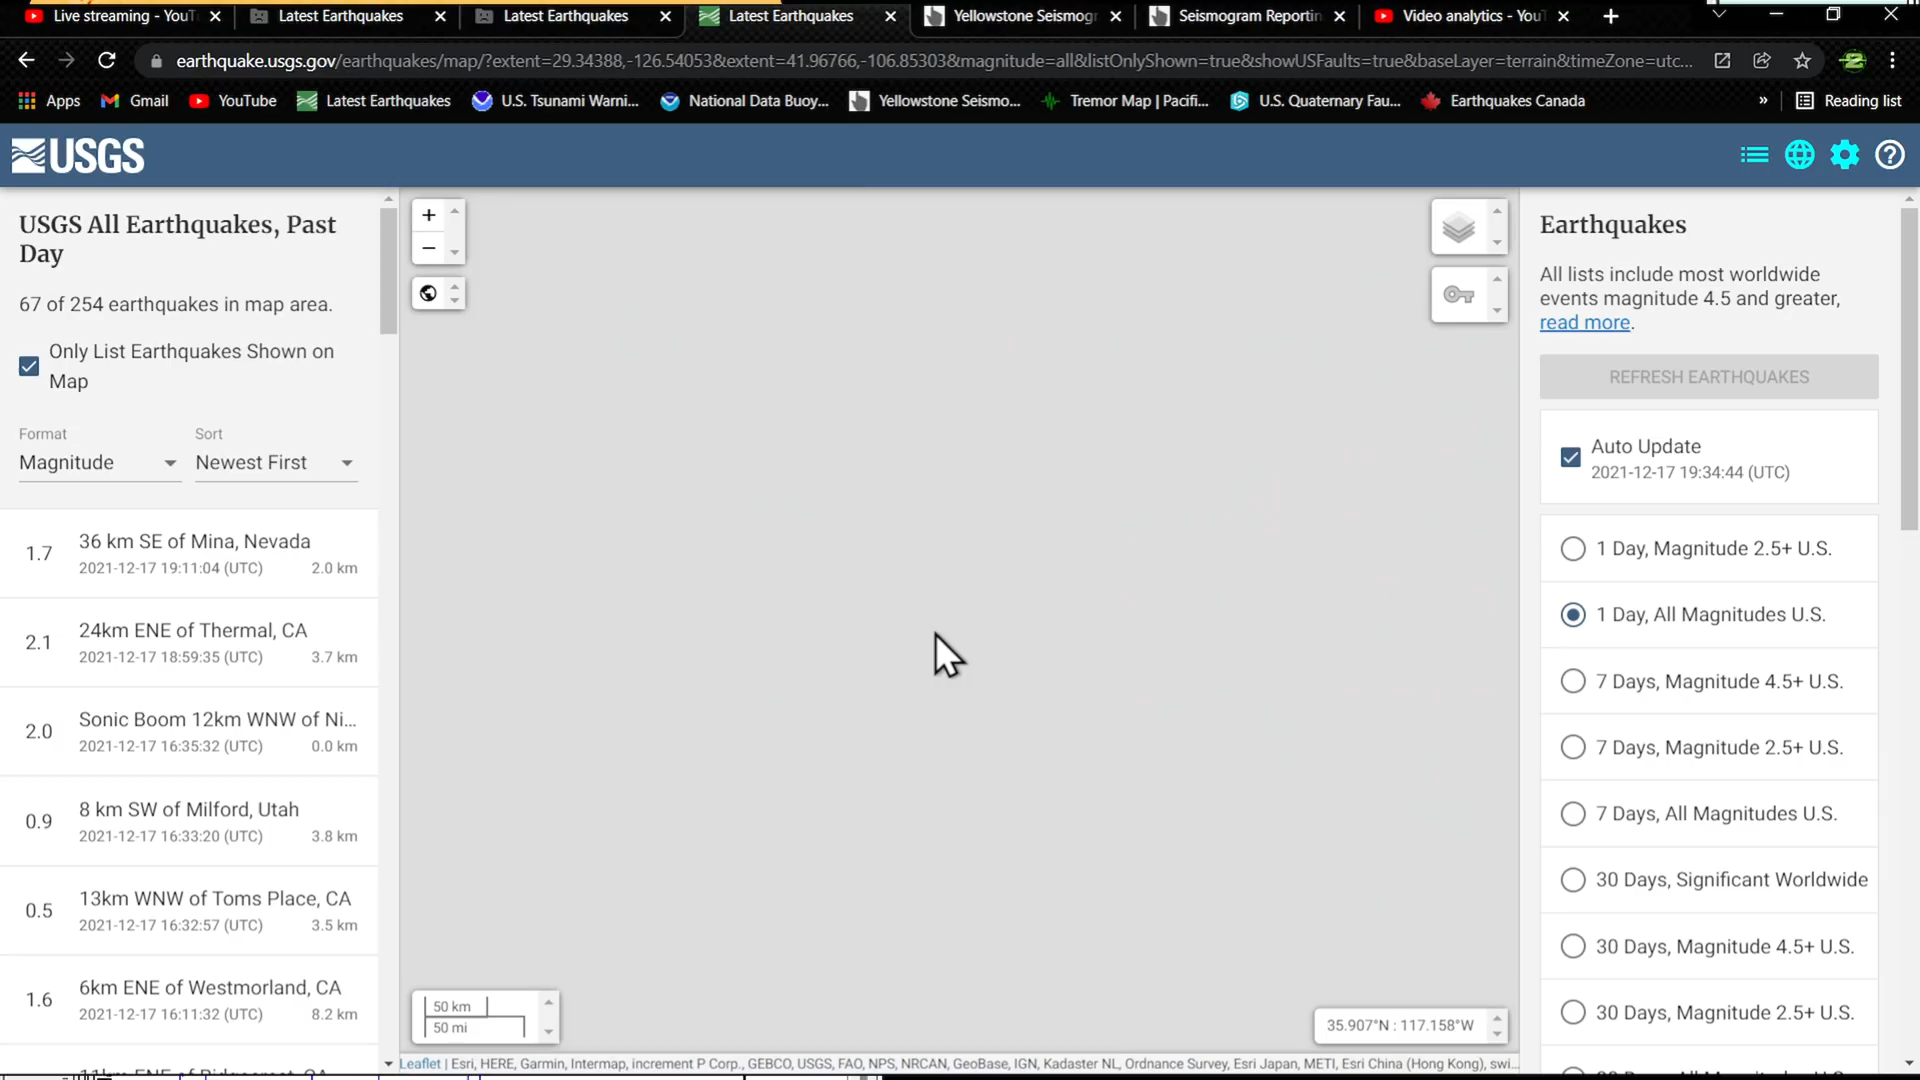 Live streaming - YouT
Latest Earthquakes
Latest Earthquakes
Latest Earthquakes
Yellowstone Seismog
Seismogram Reportin
Video analytics - YouT
earthquake.usgs.gov/earthquakes/map/?extent=29.34388,-126.54053&extent=41.96766,-106.85303&magnitude=all&listOnlyShown=true&showUSFaults=true&baseLayer=terrain&timeZone=utc...
Apps
Gmail
YouTube
Latest Earthquakes
U.S. Tsunami Warni...
National Data Buoy...
Yellowstone Seismo...
Tremor Map | Pacifi...
U.S. Quaternary Fau...
Earthquakes Canada
»
Reading list
USGS
USGS All Earthquakes, Past
Day
67 of 254 earthquakes in map area.
Only List Earthquakes Shown on
Map
Format
Sort
Magnitude
Newest First
1.7
36 km SE of Mina, Nevada
2021-12-17 19:11:04 (UTC)
2.0 km
2.1
24km ENE of Thermal, CA
2021-12-17 18:59:35 (UTC)
3.7 km
2.0
Sonic Boom 12km WNW of Ni...
2021-12-17 16:35:32 (UTC)
0.0 km
0.9
8 km SW of Milford, Utah
2021-12-17 16:33:20 (UTC)
3.8 km
0.5
13km WNW of Toms Place, CA
2021-12-17 16:32:57 (UTC)
3.5 km
1.6
6km ENE of Westmorland, CA
2021-12-17 16:11:32 (UTC)
8.2 km
+
−
50 km
50 mi
35.907°N : 117.158°W
Leaflet | Esri, HERE, Garmin, Intermap, increment P Corp., GEBCO, USGS, FAO, NPS, NRCAN, GeoBase, IGN, Kadaster NL, Ordnance Survey, Esri Japan, METI, Esri China (Hong Kong), swi...
Earthquakes
All lists include most worldwide
events magnitude 4.5 and greater,
read more.
REFRESH EARTHQUAKES
Auto Update
2021-12-17 19:34:44 (UTC)
1 Day, Magnitude 2.5+ U.S.
1 Day, All Magnitudes U.S.
7 Days, Magnitude 4.5+ U.S.
7 Days, Magnitude 2.5+ U.S.
7 Days, All Magnitudes U.S.
30 Days, Significant Worldwide
30 Days, Magnitude 4.5+ U.S.
30 Days, Magnitude 2.5+ U.S.